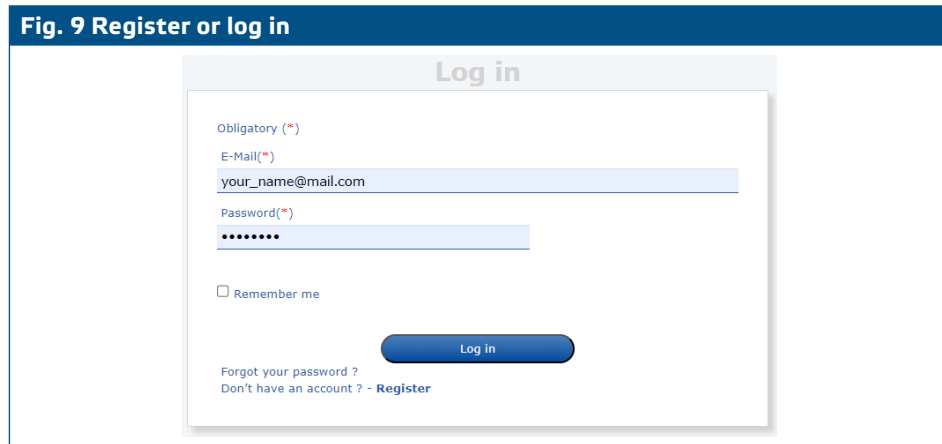 Fig. 9 Register or log in
Log in
Obligatory (*)
E-Mail(*)
your_name@mail.com
Password(*)
••••••••
Remember me
Log in
Forgot your password ?
Don't have an account ? - Register